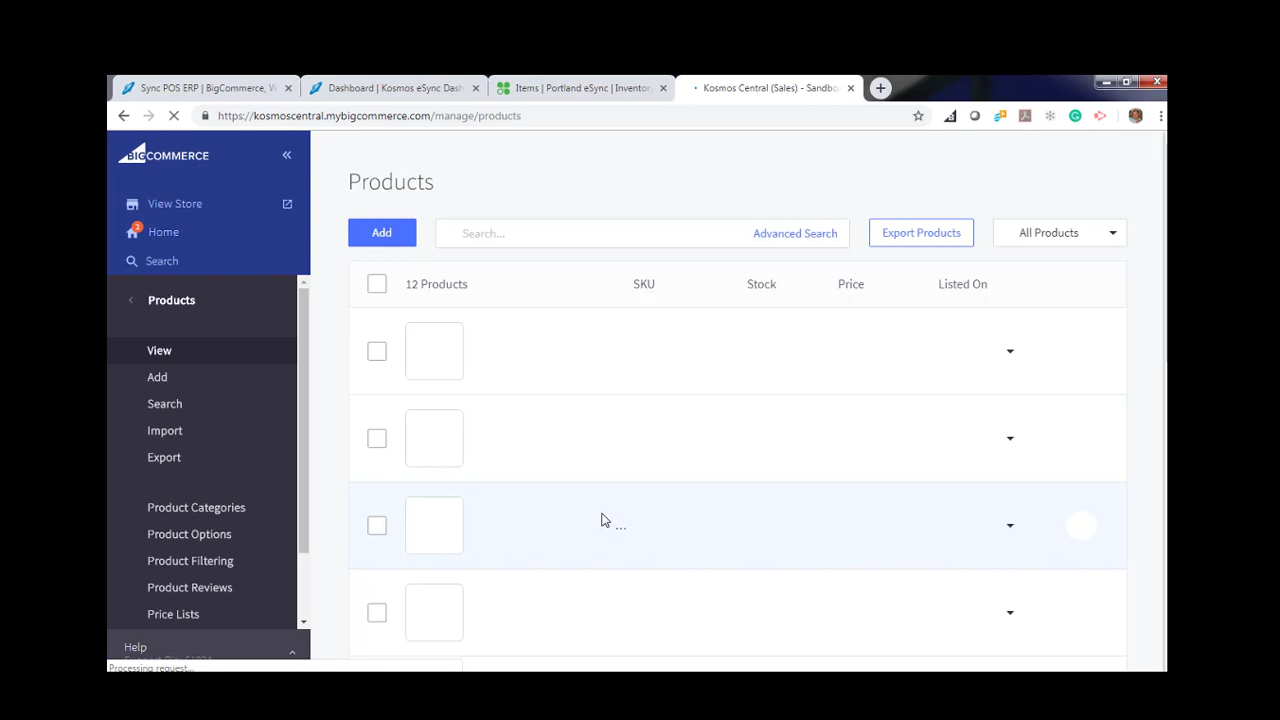 Sync POS ERP | BigCommerce, W
Dashboard | Kosmos eSync Dash
Items | Portland eSync | Inventory
Kosmos Central (Sales) - Sandbo
https://kosmoscentral.mybigcommerce.com/manage/products
BIGCOMMERCE
View Store
2
Home
Search
Products
View
Add
Search
Import
Export
Product Categories
Product Options
Product Filtering
Product Reviews
Price Lists
Help
Processing request...
Products
Add
Search...
Advanced Search
Export Products
All Products
12 Products SKU Stock Price Listed On
...